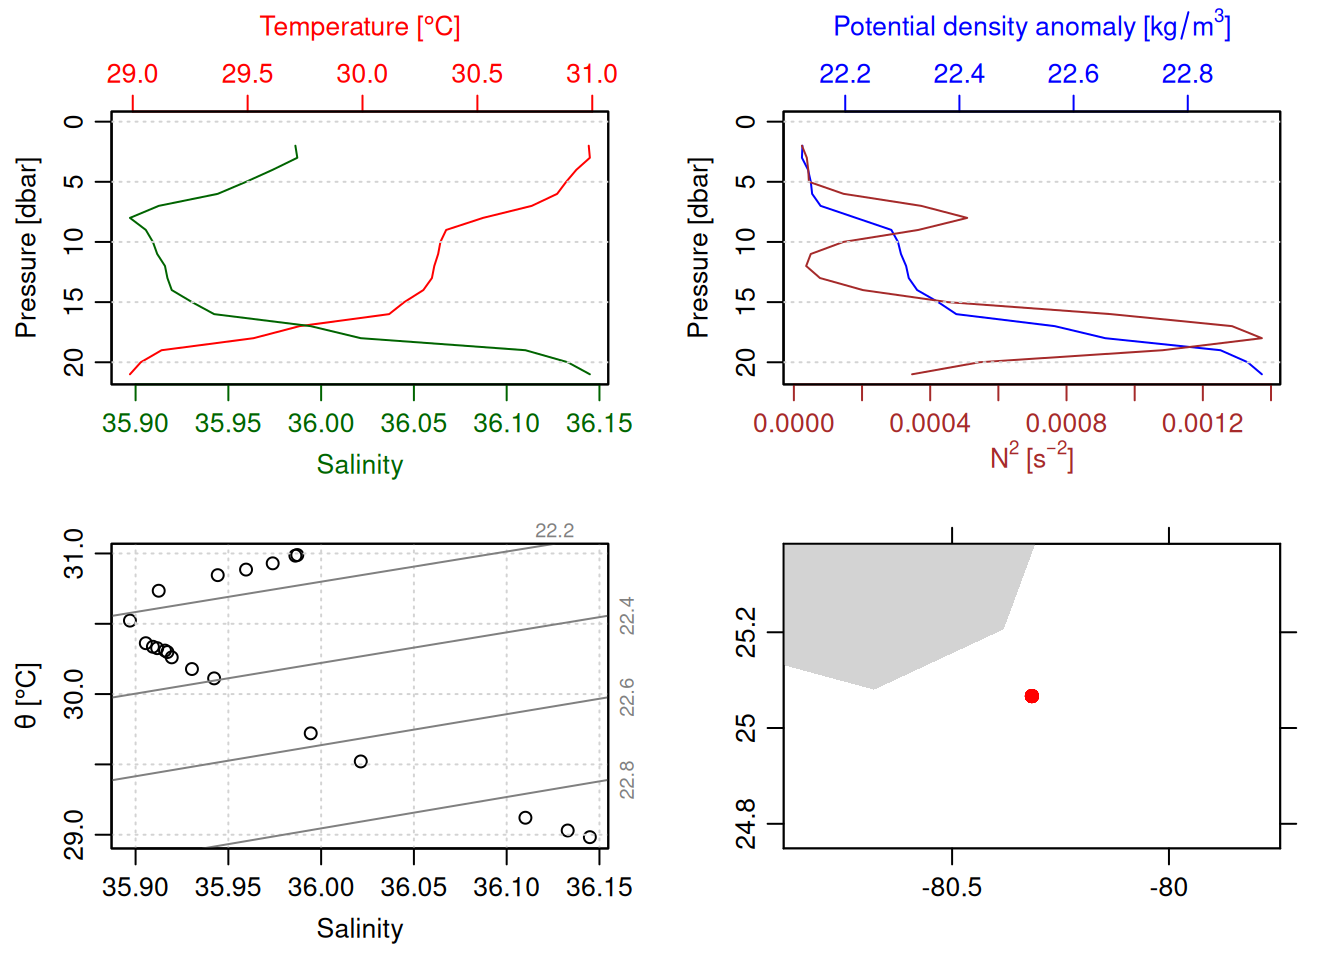 Temperature [°C]
29.0 29.5 30.0 30.5 31.0
Pressure [dbar]
0
5
10
15
20
35.90 35.95 36.00 36.05 36.10 36.15
Salinity
Potential density anomaly [kg/m³]
22.2 22.4 22.6 22.8
Pressure [dbar]
0
5
10
15
20
0.0000 0.0004 0.0008 0.0012
N² [s⁻²]
22.2
22.4
22.6
22.8
θ [°C]
31.0
30.0
29.0
35.90 35.95 36.00 36.05 36.10 36.15
Salinity
25.2
25
24.8
-80.5 -80